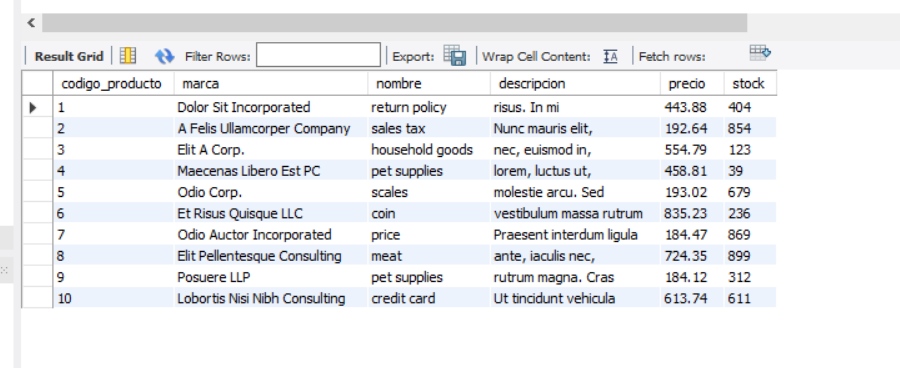 Result Grid Filter Rows: Export: Wrap Cell Content: Fetch rows:
codigo_producto marca nombre descripcion precio stock
1 Dolor Sit Incorporated return policy risus. In mi 443.88 404
2 A Felis Ullamcorper Company sales tax Nunc mauris elit, 192.64 854
3 Elit A Corp. household goods nec, euismod in, 554.79 123
4 Maecenas Libero Est PC pet supplies lorem, luctus ut, 458.81 39
5 Odio Corp. scales molestie arcu. Sed 193.02 679
6 Et Risus Quisque LLC coin vestibulum massa rutrum 835.23 236
7 Odio Auctor Incorporated price Praesent interdum ligula 184.47 869
8 Elit Pellentesque Consulting meat ante, iaculis nec, 724.35 899
9 Posuere LLP pet supplies rutrum magna. Cras 184.12 312
10 Lobortis Nisi Nibh Consulting credit card Ut tincidunt vehicula 613.74 611